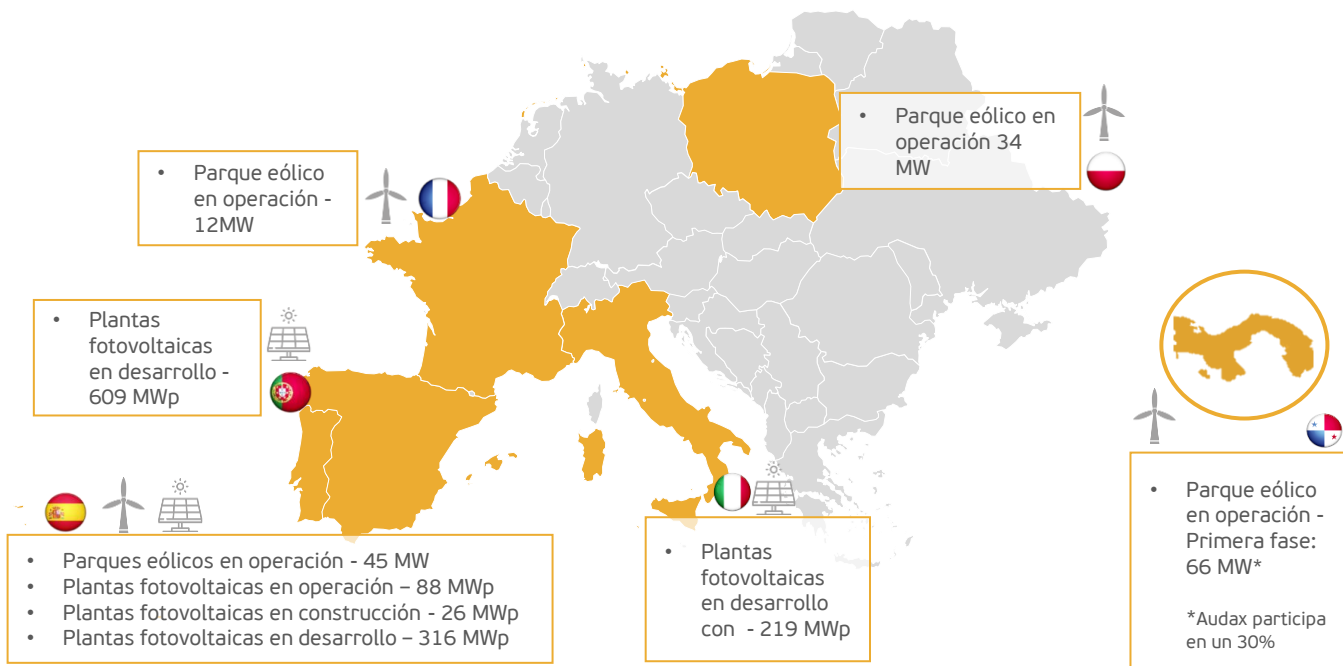 • Parque eólico en
operación 34
MW
• Parque eólico
en operación -
12MW
• Plantas
fotovoltaicas
en desarrollo -
609 MWp
• Parques eólicos en operación - 45 MW
• Plantas fotovoltaicas en operación – 88 MWp
• Plantas fotovoltaicas en construcción - 26 MWp
• Plantas fotovoltaicas en desarrollo – 316 MWp
• Plantas
fotovoltaicas
en desarrollo
con - 219 MWp
• Parque eólico
en operación -
Primera fase:
66 MW*
*Audax participa
en un 30%